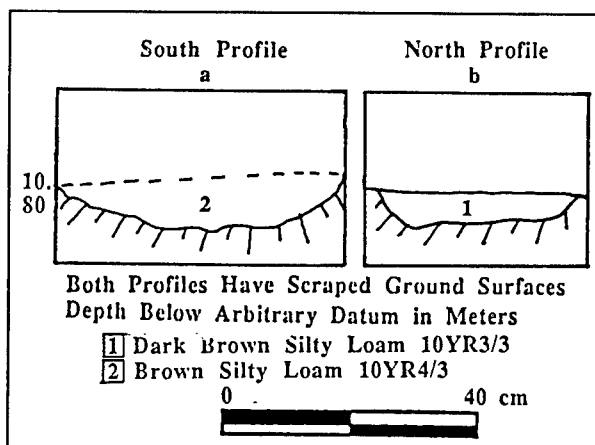 South Profile
a
North Profile
b
10.
80
2
1
Both Profiles Have Scraped Ground Surfaces
Depth Below Arbitrary Datum in Meters
1 Dark Brown Silty Loam 10YR3/3
2 Brown Silty Loam 10YR4/3
0 40 cm